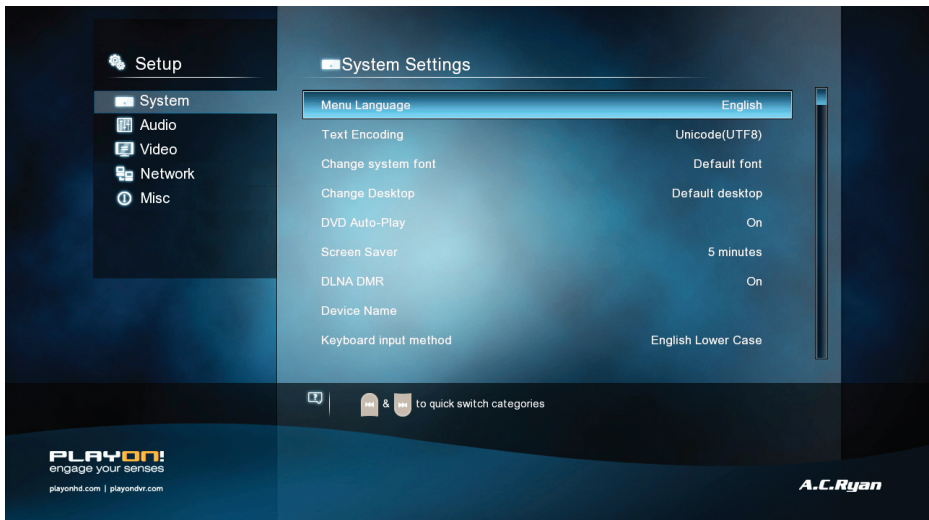 Setup
System
Audio
Video
Network
Misc
System Settings
Menu Language English
Text Encoding Unicode(UTF8)
Change system font Default font
Change Desktop Default desktop
DVD Auto-Play On
Screen Saver 5 minutes
DLNA DMR On
Device Name
Keyboard input method English Lower Case
& to quick switch categories
PLAYON!
engage your senses
playonhd.com | playondvr.com
A.C.Ryan